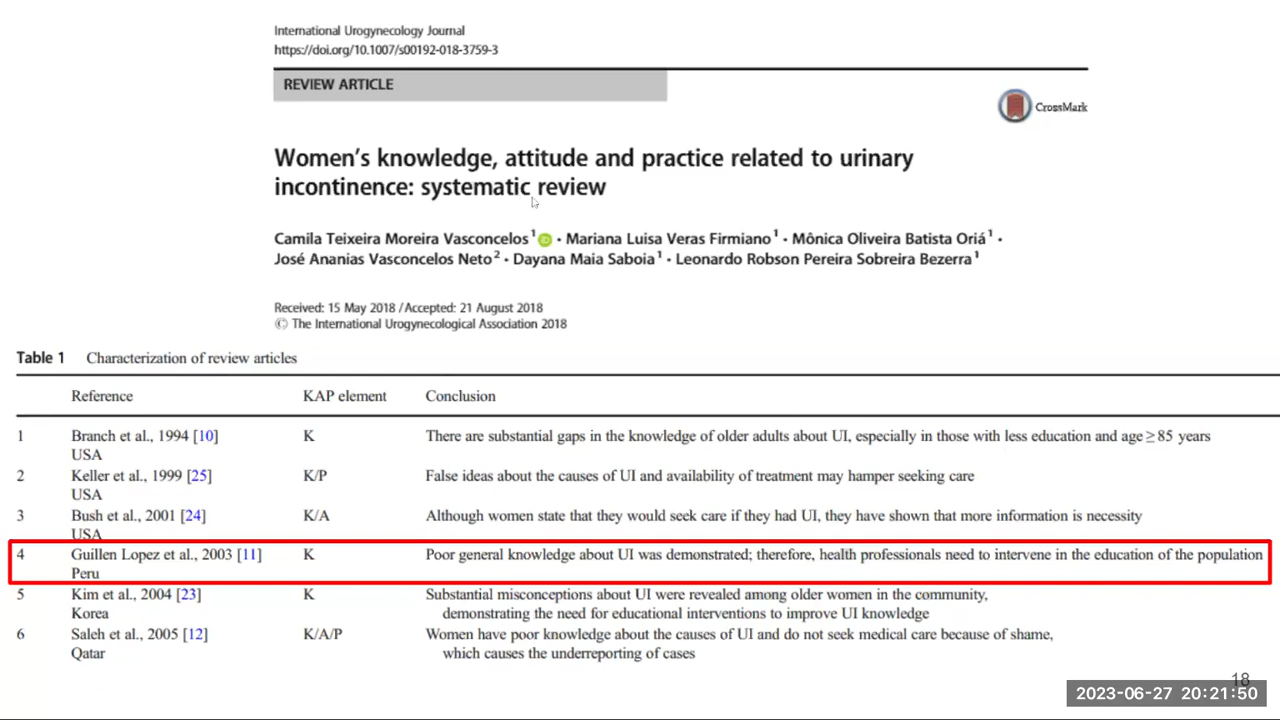 International Urogynecology Journal
https://doi.org/10.1007/s00192-018-3759-3
REVIEW ARTICLE
CrossMark
Women's knowledge, attitude and practice related to urinary
incontinence: systematic review
Camila Teixeira Moreira Vasconcelos¹ · Mariana Luisa Veras Firmiano¹ · Mônica Oliveira Batista Oriá¹ ·
José Ananias Vasconcelos Neto² · Dayana Maia Saboia¹ · Leonardo Robson Pereira Sobreira Bezerra¹
Received: 15 May 2018 / Accepted: 21 August 2018
© The International Urogynecological Association 2018
Table 1 Characterization of review articles
Reference KAP element Conclusion
1 Branch et al., 1994 [10] K There are substantial gaps in the knowledge of older adults about UI, especially in those with less education and age ≥ 85 years
USA
2 Keller et al., 1999 [25] K/P False ideas about the causes of UI and availability of treatment may hamper seeking care
USA
3 Bush et al., 2001 [24] K/A Although women state that they would seek care if they had UI, they have shown that more information is necessity
USA
4 Guillen Lopez et al., 2003 [11] K Poor general knowledge about UI was demonstrated; therefore, health professionals need to intervene in the education of the population
Peru
5 Kim et al., 2004 [23] K Substantial misconceptions about UI were revealed among older women in the community,
Korea demonstrating the need for educational interventions to improve UI knowledge
6 Saleh et al., 2005 [12] K/A/P Women have poor knowledge about the causes of UI and do not seek medical care because of shame,
Qatar which causes the underreporting of cases
18
2023-06-27 20:21:50